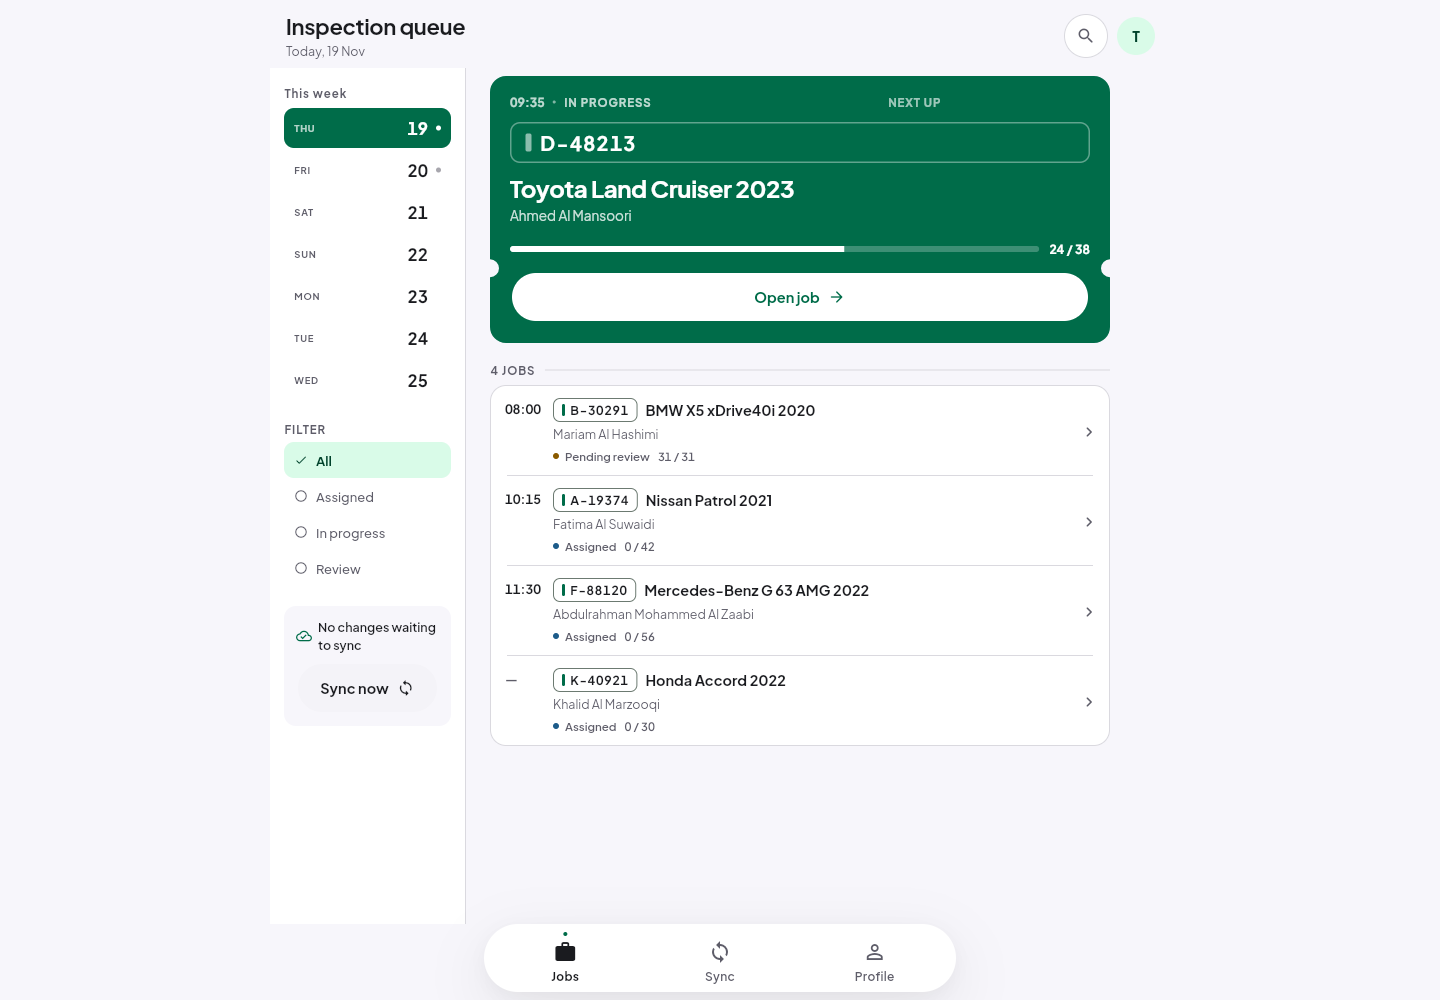 Inspection queue
Today, 19 Nov
T
This week
THU 19
FRI 20
SAT 21
SUN 22
MON 23
TUE 24
WED 25
FILTER
All
Assigned
In progress
Review
No changes waiting
to sync
Sync now
09:35 • IN PROGRESS NEXT UP
D-48213
Toyota Land Cruiser 2023
Ahmed Al Mansoori
24 / 38
Open job
4 JOBS
08:00 B-30291 BMW X5 xDrive40i 2020
Mariam Al Hashimi
Pending review 31 / 31
10:15 A-19374 Nissan Patrol 2021
Fatima Al Suwaidi
Assigned 0 / 42
11:30 F-88120 Mercedes-Benz G 63 AMG 2022
Abdulrahman Mohammed Al Zaabi
Assigned 0 / 56
— K-40921 Honda Accord 2022
Khalid Al Marzooqi
Assigned 0 / 30
Jobs Sync Profile